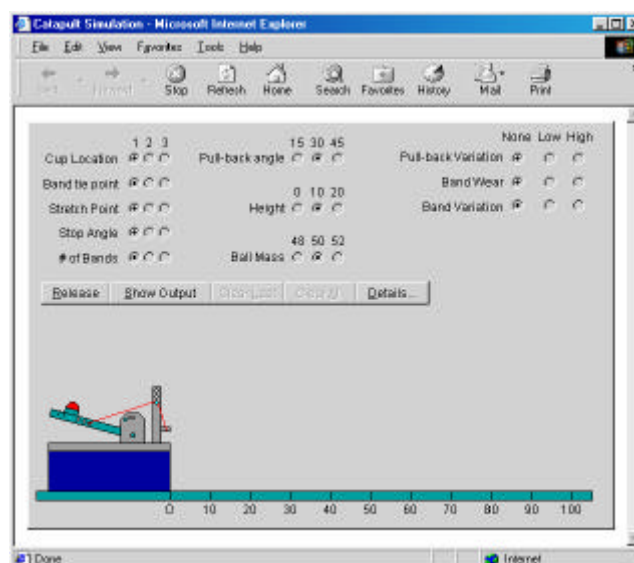 Catapult Simulation - Microsoft Internet Explorer
File Edit View Favorites Tools Help
Stop Refresh Home Search Favorites History Mail Print
1 2 3
Cup Location
Band tie point
Stretch Point
Stop Angle
# of Bands
15 30 45
Pull-back angle
0 10 20
Height
48 50 52
Ball Mass
None Low High
Pull-back Variation
Band Wear
Band Variation
Release Show Output Details...
0 10 20 30 40 50 60 70 80 90 100
Done Internet